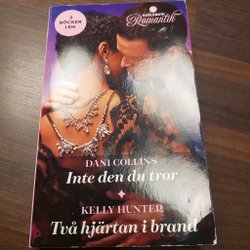 2
BÖCKER
I EN
Romantik
DANI COLLINS
Inte den du tror
KELLY HUNTER
Två hjärtan i brand